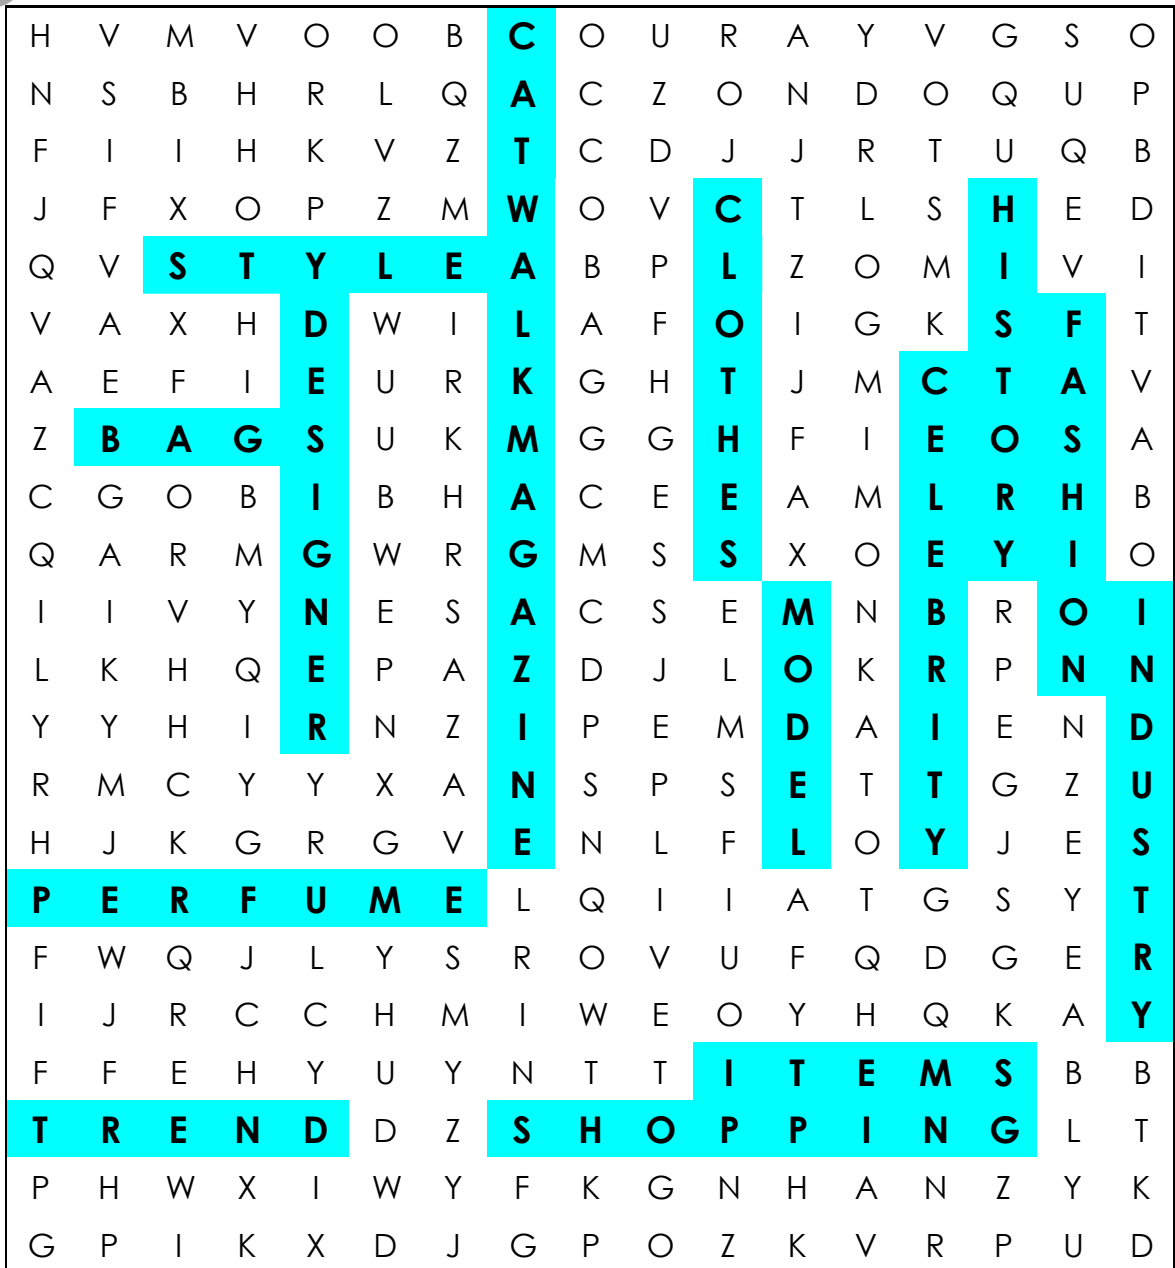 H V M V O O B C O U R A Y V G S O
N S B H R L Q A C Z O N D O Q U P
F I I H K V Z T C D J J R T U Q B
J F X O P Z M W O V C T L S H E D
Q V S T Y L E A B P L Z O M I V I
V A X H D W I L A F O I G K S F T
A E F I E U R K G H T J M C T A V
Z B A G S U K M G G H F I E O S A
C G O B I B H A C E E A M L R H B
Q A R M G W R G M S S X O E Y I O
I I V Y N E S A C S E M N B R O I
L K H Q E P A Z D J L O K R P N N
Y Y H I R N Z I P E M D A I E N D
R M C Y Y X A N S P S E T T G Z U
H J K G R G V E N L F L O Y J E S
P E R F U M E L Q I I A T G S Y T
F W Q J L Y S R O V U F Q D G E R
I J R C C H M I W E O Y H Q K A Y
F F E H Y U Y N T T I T E M S B B
T R E N D D Z S H O P P I N G L T
P H W X I W Y F K G N H A N Z Y K
G P I K X D J G P O Z K V R P U D